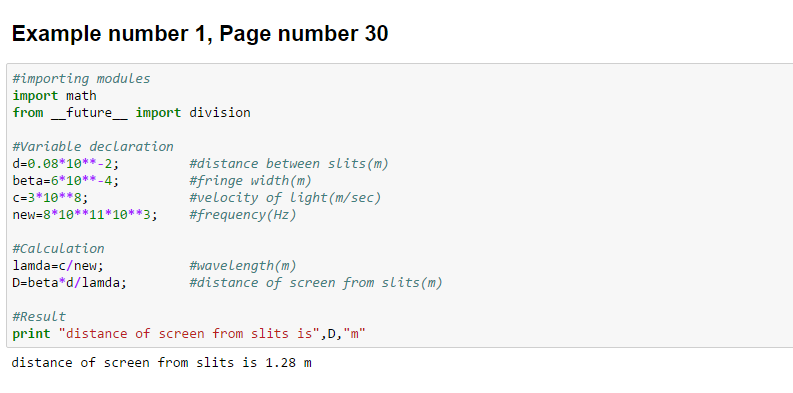 Example number 1, Page number 30
#importing modules
import math
from __future__ import division
#Variable declaration
d=0.08*10**-2; #distance between slits(m)
beta=6*10**-4; #fringe width(m)
c=3*10**8; #velocity of light(m/sec)
new=8*10**11*10**3; #frequency(Hz)
#Calculation
lamda=c/new; #wavelength(m)
D=beta*d/lamda; #distance of screen from slits(m)
#Result
print "distance of screen from slits is",D,"m"
distance of screen from slits is 1.28 m